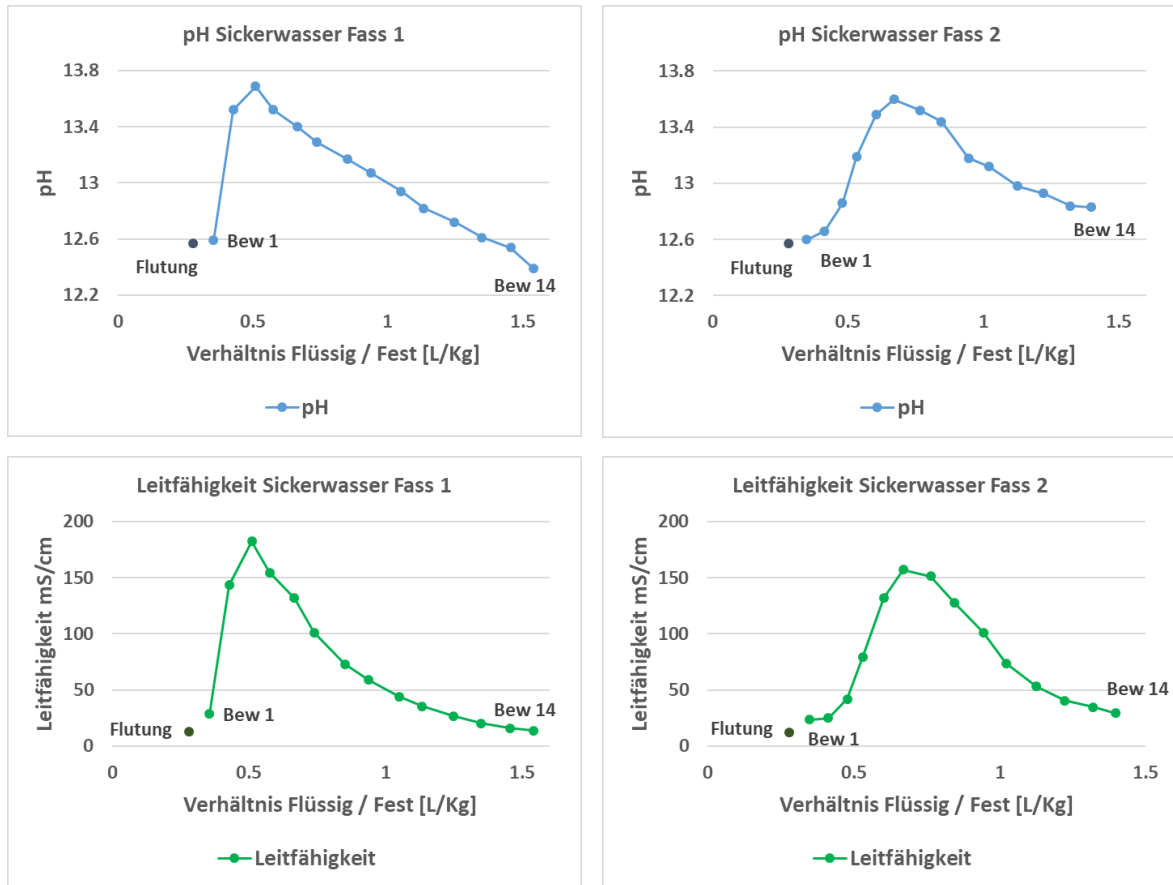 pH Sickerwasser Fass 1
13.8
13.4
13
12.6
12.2
pH
Flutung
Bew 1
Bew 14
0
0.5
1
1.5
Verhältnis Flüssig / Fest [L/Kg]
pH
pH Sickerwasser Fass 2
13.8
13.4
13
12.6
12.2
pH
Flutung
Bew 1
Bew 14
0
0.5
1
1.5
Verhältnis Flüssig / Fest [L/Kg]
pH
Leitfähigkeit Sickerwasser Fass 1
200
150
100
50
0
Leitfähigkeit mS/cm
Flutung
Bew 1
Bew 14
0
0.5
1
1.5
Verhältnis Flüssig / Fest [L/Kg]
Leitfähigkeit
Leitfähigkeit Sickerwasser Fass 2
200
150
100
50
0
Leitfähigkeit mS/cm
Flutung
Bew 1
Bew 14
0
0.5
1
1.5
Verhältnis Flüssig / Fest [L/Kg]
Leitfähigkeit